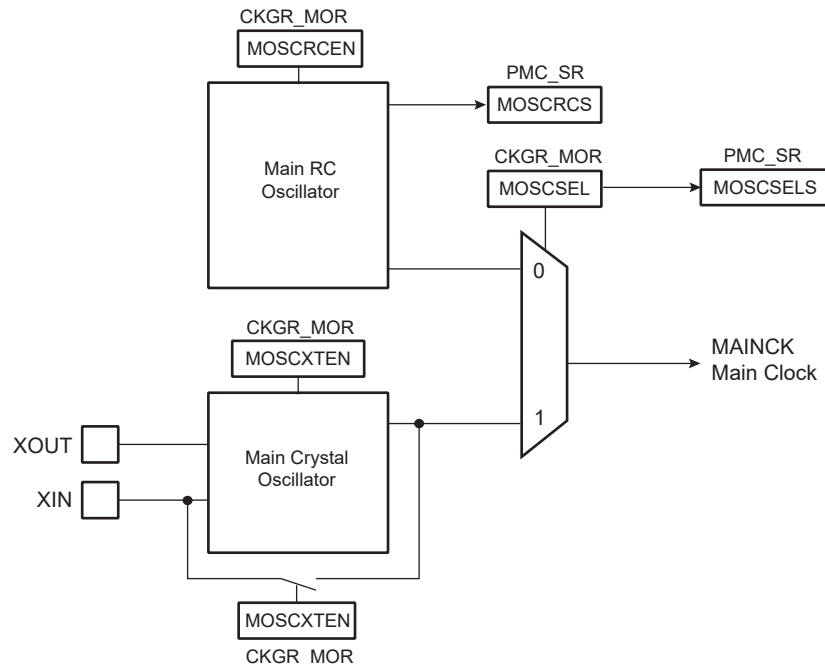 CKGR_MOR
MOSCRCEN
PMC_SR
MOSCRCS
Main RC
Oscillator
CKGR_MOR
MOSCSEL
PMC_SR
MOSCSELS
0
CKGR_MOR
MOSCXTEN
MAINCK
Main Clock
1
XOUT
Main Crystal
Oscillator
XIN
MOSCXTEN
CKGR_MOR